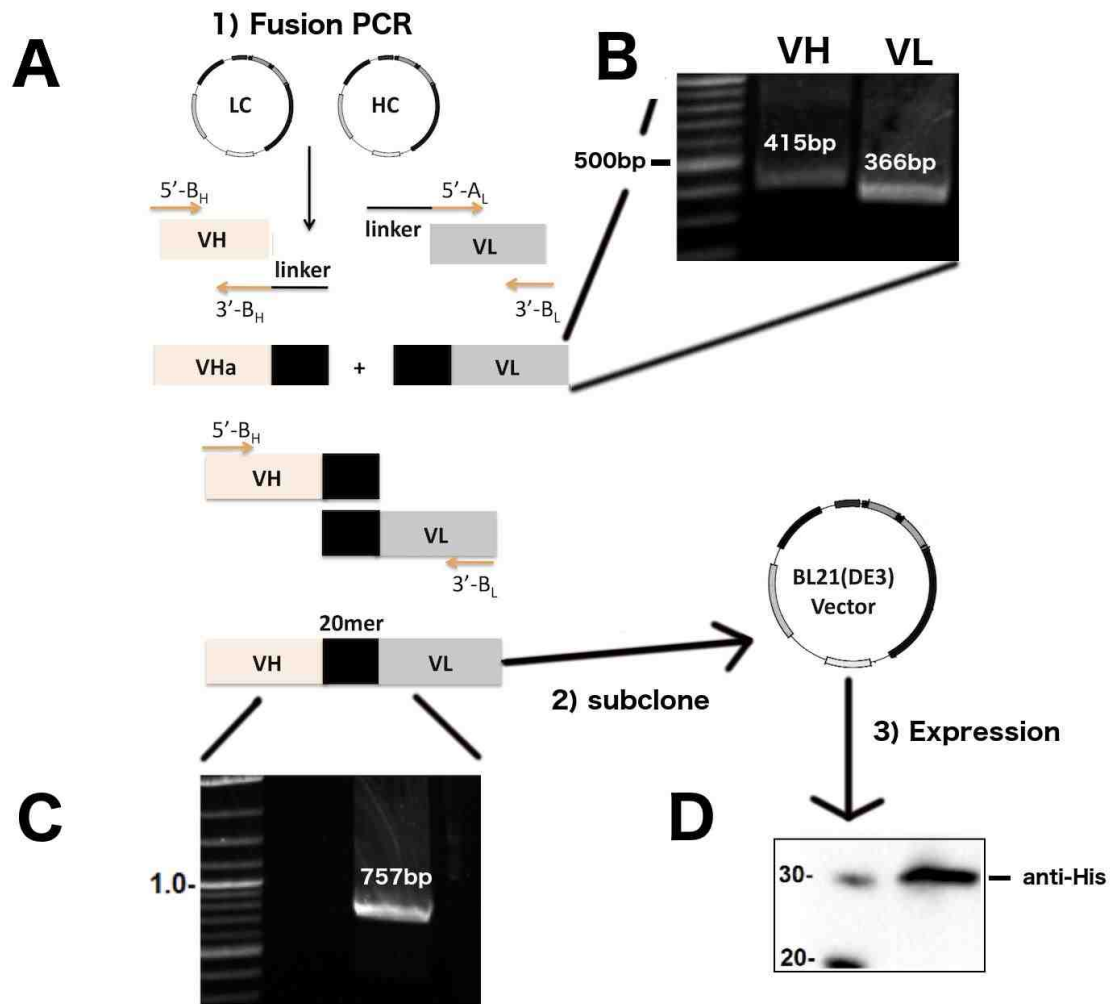 A
1) Fusion PCR
LC
HC
5’-BH
5’-AL
linker
VH
VL
linker
3’-BH
3’-BL
VHa
+
VL
5’-BH
VH
VL
3’-BL
20mer
VH
VL
2) subclone
BL21(DE3)
Vector
3) Expression
B
VH
VL
500bp
415bp
366bp
C
1.0-
757bp
D
30-
anti-His
20-